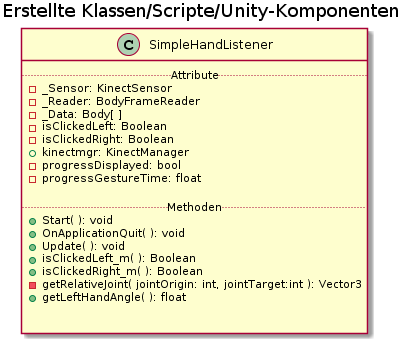 Erstellte Klassen/Scripte/Unity-Komponenten
C SimpleHandListener
Attribute
_Sensor: KinectSensor
_Reader: BodyFrameReader
_Data: Body[ ]
isClickedLeft: Boolean
isClickedRight: Boolean
kinectmgr: KinectManager
progressDisplayed: bool
progressGestureTime: float
Methoden
Start( ): void
OnApplicationQuit( ): void
Update( ): void
isClickedLeft_m( ): Boolean
isClickedRight_m( ): Boolean
getRelativeJoint( jointOrigin: int, jointTarget:int ): Vector3
getLeftHandAngle( ): float